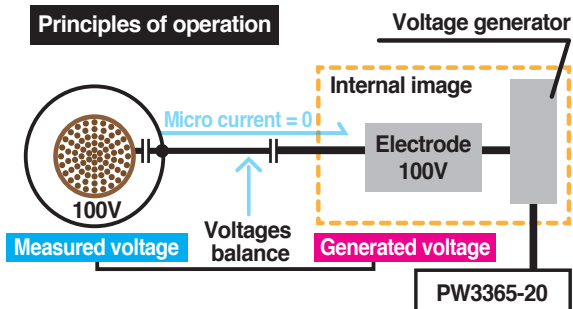 Principles of operation
Voltage generator
Internal image
Micro current = 0
Electrode
100V
100V
Voltages
balance
Measured voltage
Generated voltage
PW3365-20